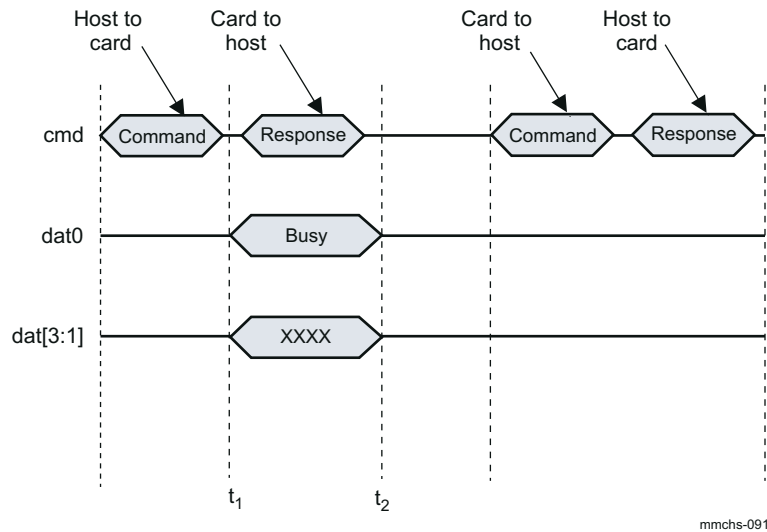 Host to
card
Card to
host
Card to
host
Host to
card
cmd
Command
Response
Command
Response
dat0
Busy
dat[3:1]
XXXX
t1
t2
mmchs-091